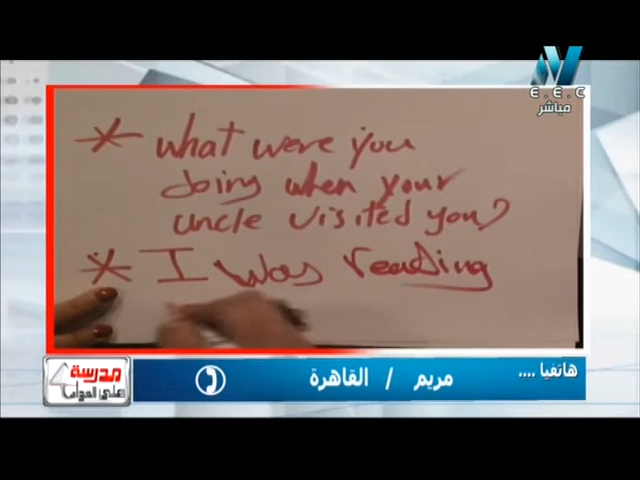 E.E.C
مباشر
* What were you
doing when your
uncle visited you?
* I was reading
هاتفيا ....
مريم / القاهرة
مدرسة
على الهواء